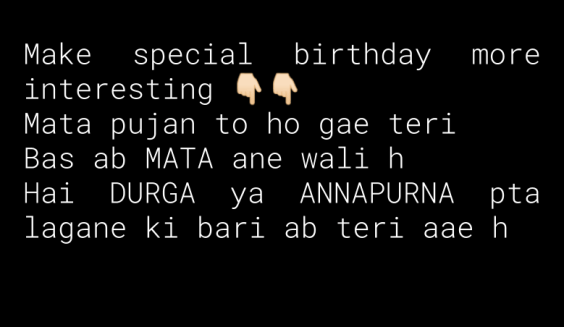 Make special birthday more
interesting 👇🏻👇🏻
Mata pujan to ho gae teri
Bas ab MATA ane wali h
Hai DURGA ya ANNAPURNA pta
lagane ki bari ab teri aae h